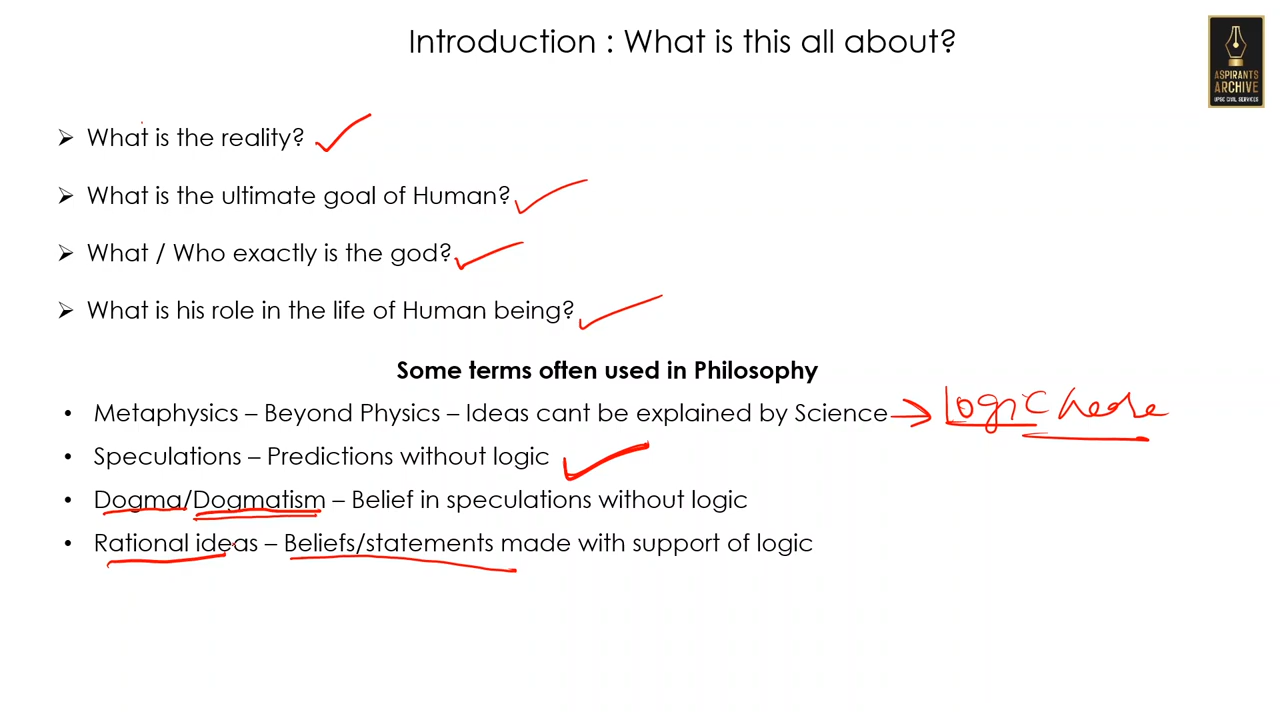 Introduction : What is this all about?
ASPIRANTS
ARCHIVE
UPSC CIVIL SERVICES
➢ What is the reality?
➢ What is the ultimate goal of Human?
➢ What / Who exactly is the god?
➢ What is his role in the life of Human being?
Some terms often used in Philosophy
• Metaphysics – Beyond Physics – Ideas cant be explained by Science → Logic
• Speculations – Predictions without logic
• Dogma/Dogmatism – Belief in speculations without logic
• Rational ideas – Beliefs/statements made with support of logic